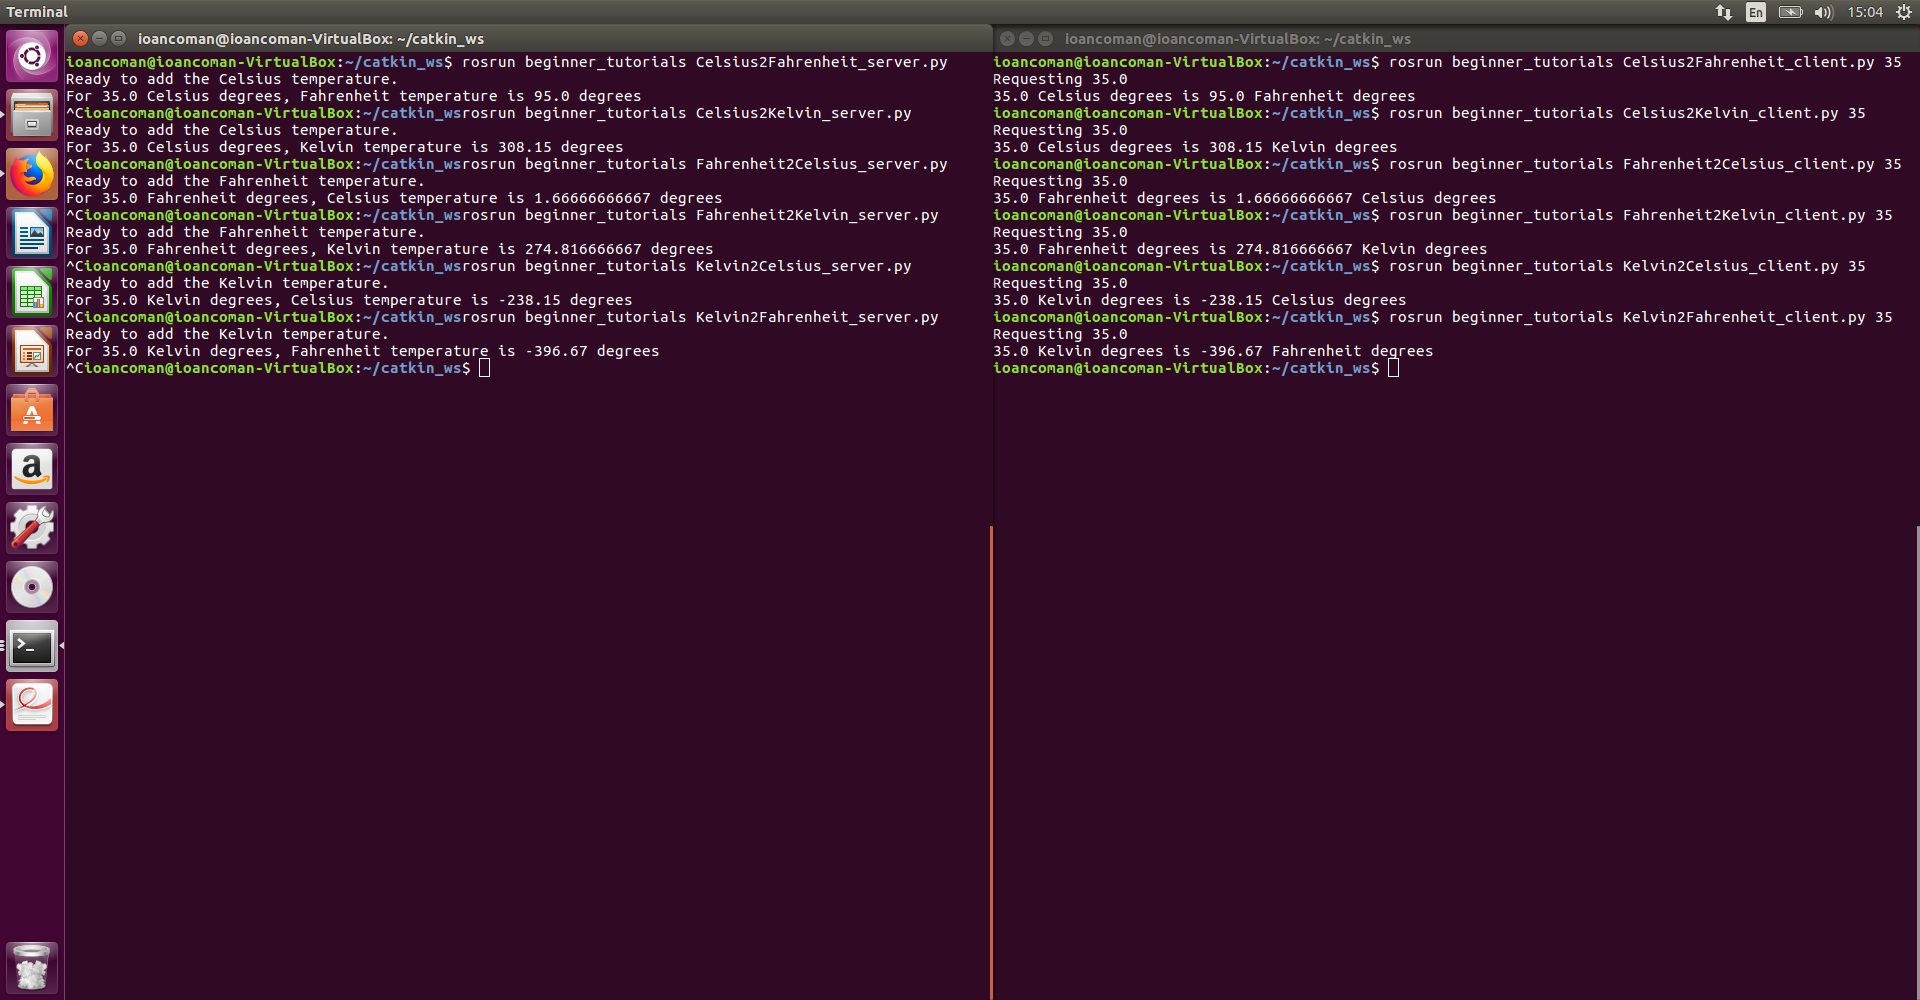 Terminal
En
15:04
ioancoman@ioancoman-VirtualBox: ~/catkin_ws
ioancoman@ioancoman-VirtualBox:~/catkin_ws$ rosrun beginner_tutorials Celsius2Fahrenheit_server.py
Ready to add the Celsius temperature.
For 35.0 Celsius degrees, Fahrenheit temperature is 95.0 degrees
^Cioancoman@ioancoman-VirtualBox:~/catkin_wsrosrun beginner_tutorials Celsius2Kelvin_server.py
Ready to add the Celsius temperature.
For 35.0 Celsius degrees, Kelvin temperature is 308.15 degrees
^Cioancoman@ioancoman-VirtualBox:~/catkin_wsrosrun beginner_tutorials Fahrenheit2Celsius_server.py
Ready to add the Fahrenheit temperature.
For 35.0 Fahrenheit degrees, Celsius temperature is 1.66666666667 degrees
^Cioancoman@ioancoman-VirtualBox:~/catkin_wsrosrun beginner_tutorials Fahrenheit2Kelvin_server.py
Ready to add the Fahrenheit temperature.
For 35.0 Fahrenheit degrees, Kelvin temperature is 274.816666667 degrees
^Cioancoman@ioancoman-VirtualBox:~/catkin_wsrosrun beginner_tutorials Kelvin2Celsius_server.py
Ready to add the Kelvin temperature.
For 35.0 Kelvin degrees, Celsius temperature is -238.15 degrees
^Cioancoman@ioancoman-VirtualBox:~/catkin_wsrosrun beginner_tutorials Kelvin2Fahrenheit_server.py
Ready to add the Kelvin temperature.
For 35.0 Kelvin degrees, Fahrenheit temperature is -396.67 degrees
^Cioancoman@ioancoman-VirtualBox:~/catkin_ws$
ioancoman@ioancoman-VirtualBox: ~/catkin_ws
ioancoman@ioancoman-VirtualBox:~/catkin_ws$ rosrun beginner_tutorials Celsius2Fahrenheit_client.py 35
Requesting 35.0
35.0 Celsius degrees is 95.0 Fahrenheit degrees
ioancoman@ioancoman-VirtualBox:~/catkin_ws$ rosrun beginner_tutorials Celsius2Kelvin_client.py 35
Requesting 35.0
35.0 Celsius degrees is 308.15 Kelvin degrees
ioancoman@ioancoman-VirtualBox:~/catkin_ws$ rosrun beginner_tutorials Fahrenheit2Celsius_client.py 35
Requesting 35.0
35.0 Fahrenheit degrees is 1.66666666667 Celsius degrees
ioancoman@ioancoman-VirtualBox:~/catkin_ws$ rosrun beginner_tutorials Fahrenheit2Kelvin_client.py 35
Requesting 35.0
35.0 Fahrenheit degrees is 274.816666667 Kelvin degrees
ioancoman@ioancoman-VirtualBox:~/catkin_ws$ rosrun beginner_tutorials Kelvin2Celsius_client.py 35
Requesting 35.0
35.0 Kelvin degrees is -238.15 Celsius degrees
ioancoman@ioancoman-VirtualBox:~/catkin_ws$ rosrun beginner_tutorials Kelvin2Fahrenheit_client.py 35
Requesting 35.0
35.0 Kelvin degrees is -396.67 Fahrenheit degrees
ioancoman@ioancoman-VirtualBox:~/catkin_ws$